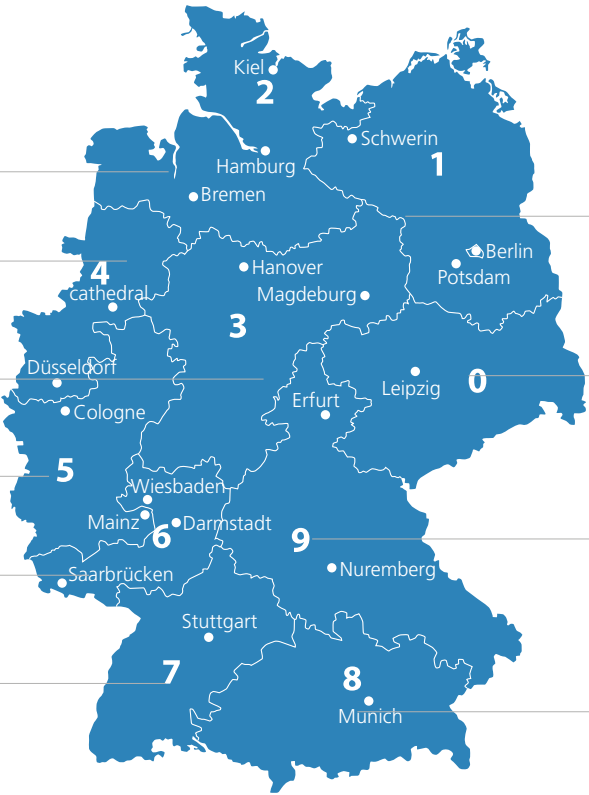 Kiel
2
Schwerin
1
Hamburg
Bremen
Berlin
Hanover
4
Potsdam
cathedral
Magdeburg
3
Düsseldorf
Leipzig
0
Erfurt
Cologne
5
Wiesbaden
Mainz
Darmstadt
6
9
Saarbrücken
Nuremberg
Stuttgart
7
8
Munich